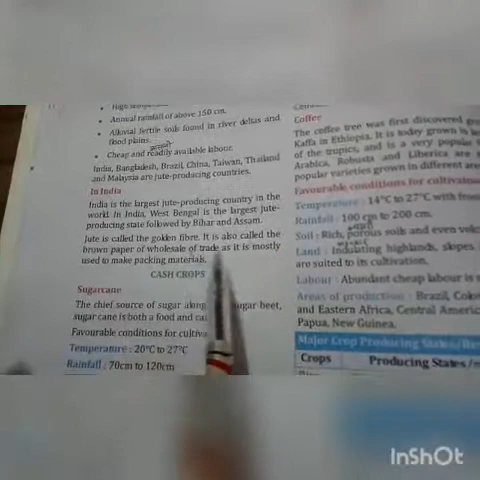 High
• Annual rainfall of above 150 cm.
• Alluvial fertile soils found in river deltas and
flood plains.
• Cheap and readily available labour.
India, Bangladesh, Brazil, China, Taiwan, Thailand
and Malaysia are jute-producing countries.
In India
India is the largest jute-producing country in the
world. In India, West Bengal is the largest jute-
producing state followed by Bihar and Assam.
Jute is called the golden fibre. It is also called the
brown paper of wholesale of trade as it is mostly
used to make packing materials.
CASH CROPS
Sugarcane
The chief source of sugar along sugar beet,
sugar cane is both a food and
Favourable conditions for
Temperature : 20°C to 27°C
Rainfall : 70cm to 120cm
Coffee
The coffee tree was first discovered
Kaffa in Ethiopia. It is today grown in
of the tropics, and is a very popular
Arabica, Robusta and Liberica are
popular varieties grown in different
Favourable conditions for
Temperature : 14°C to 27°C with
Rainfall : 100 cm to 200 cm.
Soil : Rich, porous soils and even
Land : highlands, slopes
are suited to its cultivation.
Labour : Abundant cheap labour is
Areas of production : Brazil,
and Eastern Africa, Central
Papua, New Guinea.
Major Crop Producing States/
Crops Producing States/
InShOt